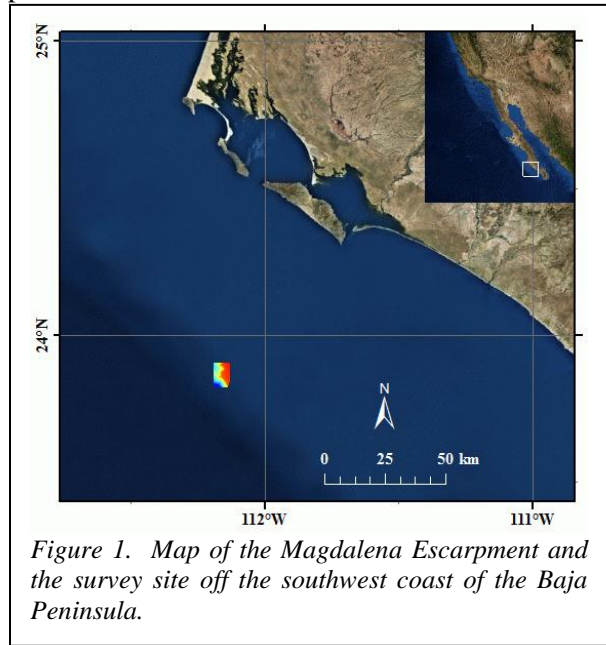 25°N
24°N
N
0 25 50 km
112°W
111°W
Figure 1. Map of the Magdalena Escarpment and
the survey site off the southwest coast of the Baja
Peninsula.